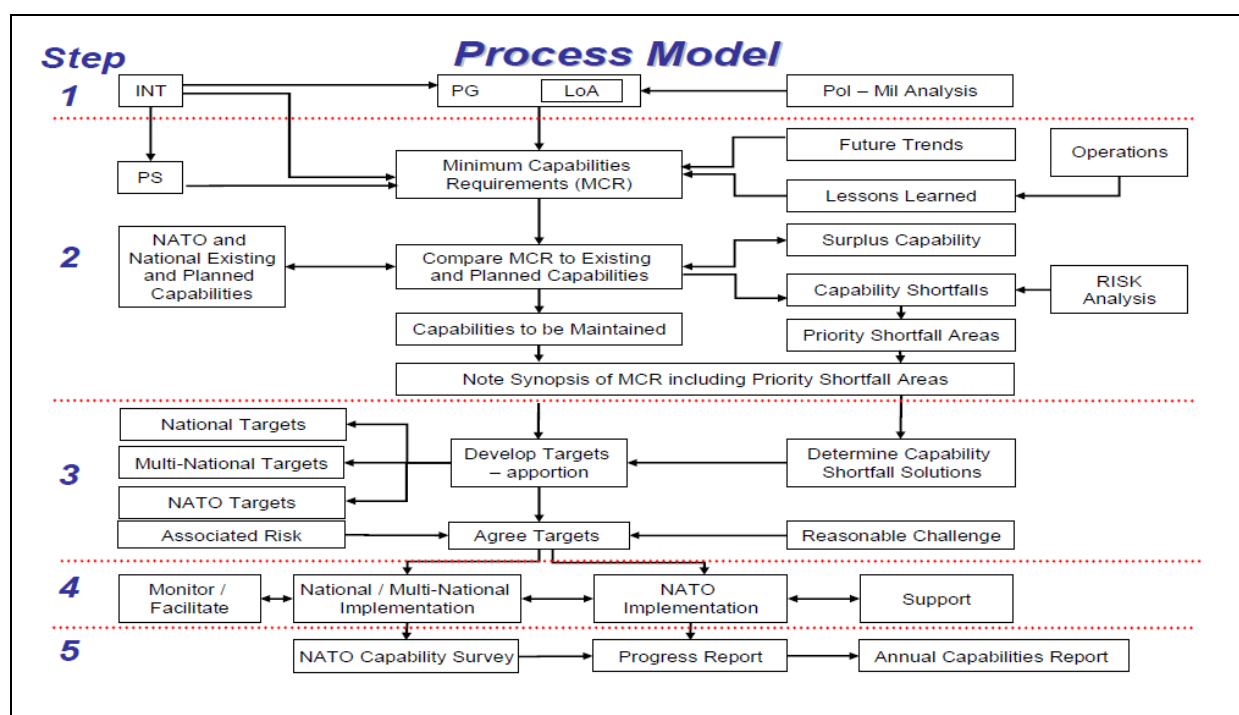 Step
Process Model
1
INT
PG
LoA
Pol – Mil Analysis
PS
Minimum Capabilities
Requirements (MCR)
Future Trends
Operations
Lessons Learned
2
NATO and
National Existing
and Planned
Capabilities
Compare MCR to Existing
and Planned Capabilities
Surplus Capability
Capability Shortfalls
RISK
Analysis
Capabilities to be Maintained
Priority Shortfall Areas
Note Synopsis of MCR including Priority Shortfall Areas
3
National Targets
Multi-National Targets
NATO Targets
Develop Targets
– apportion
Determine Capability
Shortfall Solutions
Associated Risk
Agree Targets
Reasonable Challenge
4
Monitor /
Facilitate
National / Multi-National
Implementation
NATO
Implementation
Support
5
NATO Capability Survey
Progress Report
Annual Capabilities Report